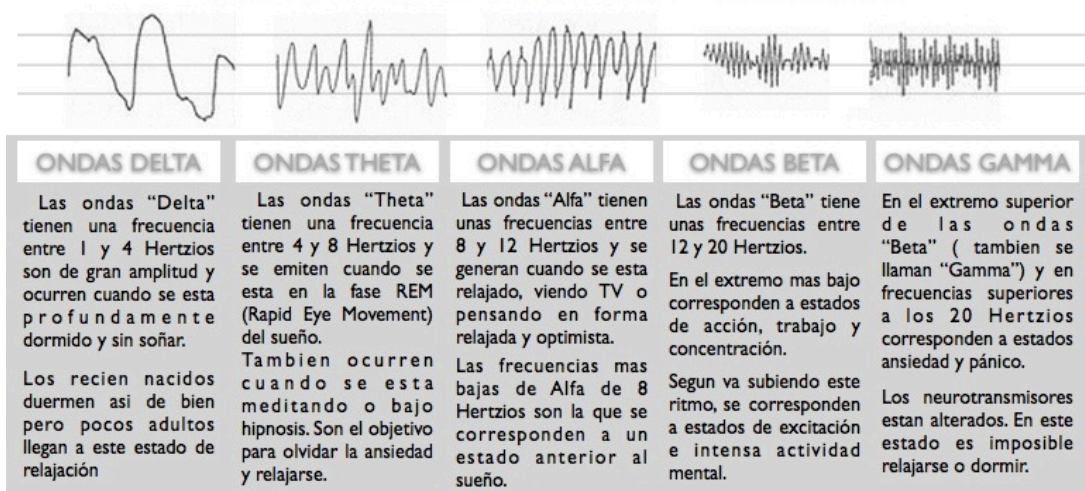 ONDAS DELTA
Las ondas “Delta”
tienen una frecuencia
entre 1 y 4 Hertzios
son de gran amplitud y
ocurren cuando se esta
profundamente
dormido y sin soñar.
Los recien nacidos
duermen asi de bien
pero pocos adultos
llegan a este estado de
relajación
ONDAS THETA
Las ondas “Theta”
tienen una frecuencia
entre 4 y 8 Hertzios y
se emiten cuando se
esta en la fase REM
(Rapid Eye Movement)
del sueño.
Tambien ocurren
cuando se esta
meditando o bajo
hipnosis. Son el objetivo
para olvidar la ansiedad
y relajarse.
ONDAS ALFA
Las ondas “Alfa” tienen
unas frecuencias entre
8 y 12 Hertzios y se
generan cuando se esta
relajado, viendo TV o
pensando en forma
relajada y optimista.
Las frecuencias mas
bajas de Alfa de 8
Hertzios son la que se
corresponden a un
estado anterior al
sueño.
ONDAS BETA
Las ondas “Beta” tiene
unas frecuencias entre
12 y 20 Hertzios.
En el extremo mas bajo
corresponden a estados
de acción, trabajo y
concentración.
Segun va subiendo este
ritmo, se corresponden
a estados de excitación
e intensa actividad
mental.
ONDAS GAMMA
En el extremo superior
de las ondas
“Beta” ( tambien se
llaman “Gamma”) y en
frecuencias superiores
a los 20 Hertzios
corresponden a estados
ansiedad y pánico.
Los neurotransmisores
estan alterados. En este
estado es imposible
relajarse o dormir.